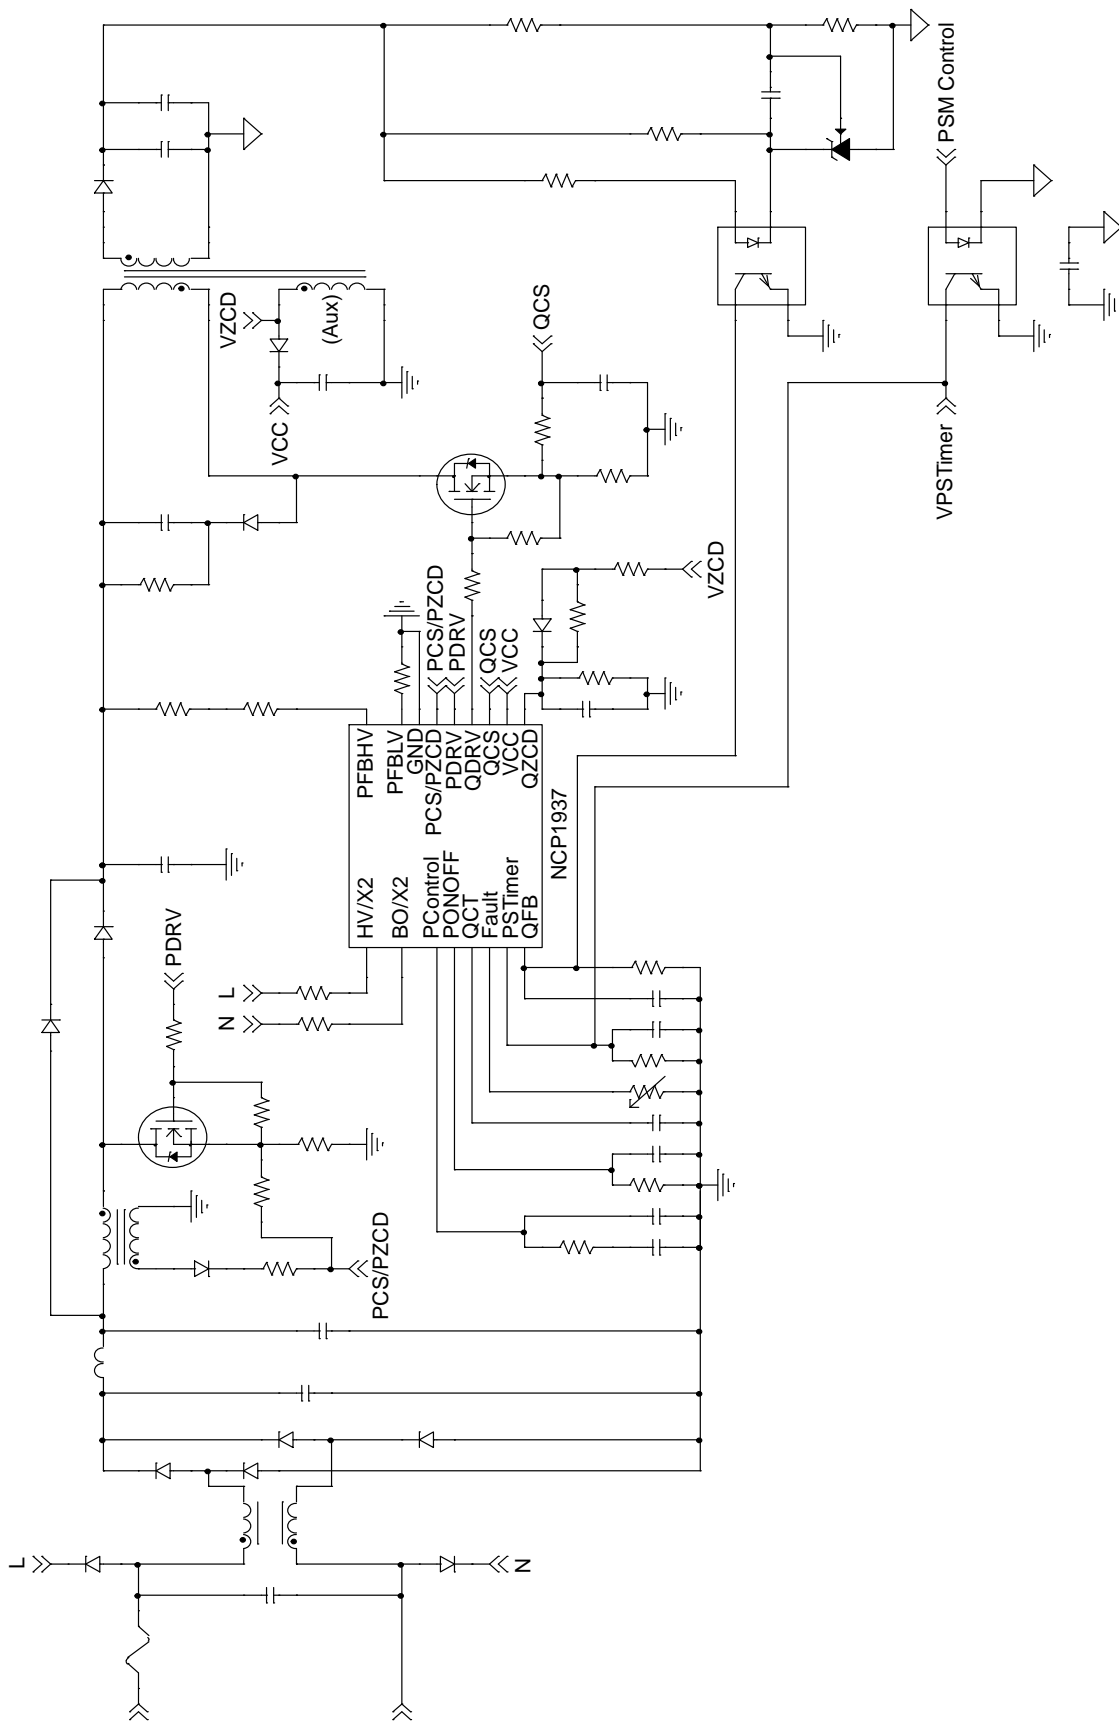 L
PDRV
N
L
VZCD
VCC
(Aux)
HV/X2
PFBHV
PCS/PZCD
BO/X2
PFBLV
GND
PControl
PCS/PZCD
PCS/PZCD
PONOFF
PDRV
PDRV
QCT
QDRV
Fault
QCS
QCS
PSTimer
VCC
VCC
QFB
QZCD
N
QCS
NCP1937
VZCD
VPSTimer
PSM Control